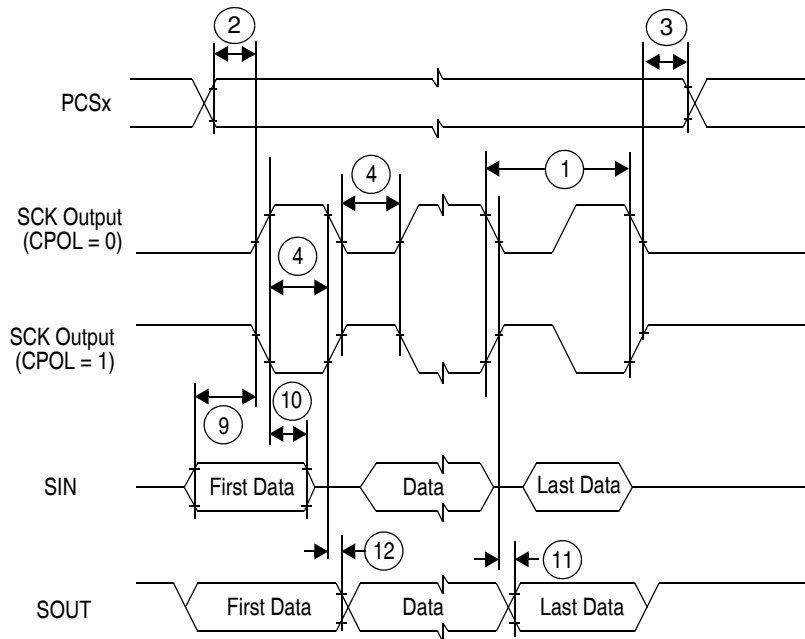 2
3
PCSx
4
1
SCK Output
(CPOL = 0)
4
SCK Output
(CPOL = 1)
9
10
SIN
First Data
Data
Last Data
12
11
SOUT
First Data
Data
Last Data